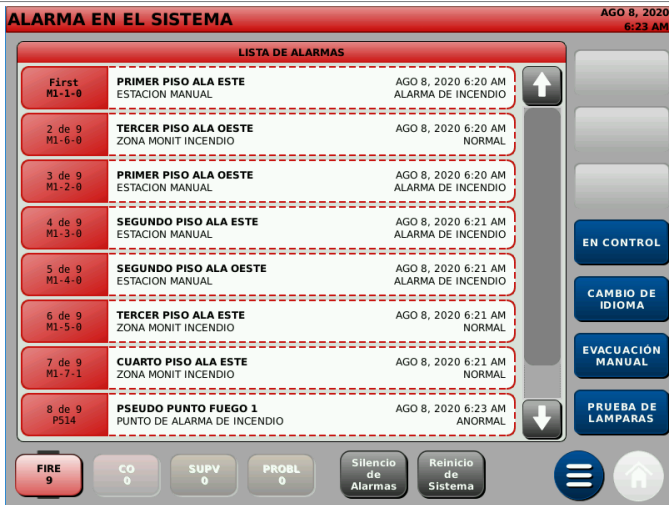 ALARMA EN EL SISTEMA
AGO 8, 2020
6:23 AM
LISTA DE ALARMAS
First
M1-1-0
PRIMER PISO ALA ESTE
AGO 8, 2020 6:20 AM
ESTACION MANUAL
ALARMA DE INCENDIO
2 de 9
M1-6-0
TERCER PISO ALA OESTE
AGO 8, 2020 6:20 AM
ZONA MONIT INCENDIO
NORMAL
3 de 9
M1-2-0
PRIMER PISO ALA OESTE
AGO 8, 2020 6:20 AM
ESTACION MANUAL
ALARMA DE INCENDIO
4 de 9
M1-3-0
SEGUNDO PISO ALA ESTE
AGO 8, 2020 6:21 AM
ESTACION MANUAL
ALARMA DE INCENDIO
5 de 9
M1-4-0
SEGUNDO PISO ALA OESTE
AGO 8, 2020 6:21 AM
ESTACION MANUAL
ALARMA DE INCENDIO
6 de 9
M1-5-0
TERCER PISO ALA ESTE
AGO 8, 2020 6:21 AM
ZONA MONIT INCENDIO
NORMAL
7 de 9
M1-7-1
CUARTO PISO ALA ESTE
AGO 8, 2020 6:21 AM
ZONA MONIT INCENDIO
NORMAL
8 de 9
P514
PSEUDO PUNTO FUEGO 1
AGO 8, 2020 6:23 AM
PUNTO DE ALARMA DE INCENDIO
ANORMAL
EN CONTROL
CAMBIO DE
IDIOMA
EVACUACIÓN
MANUAL
PRUEBA DE
LAMPARAS
FIRE
9
CO
0
SUPV
0
PROBL
0
Silencio
de
Alarmas
Reinicio
de
Sistema